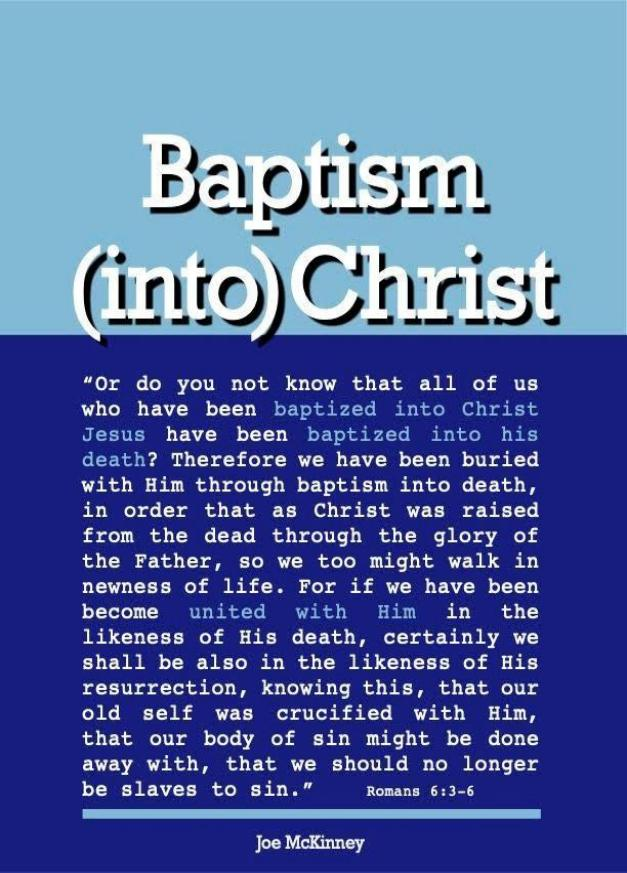 Baptism
(into) Christ
“Or do you not know that all of us
who have been baptized into Christ
Jesus have been baptized into his
death? Therefore we have been buried
with Him through baptism into death,
in order that as Christ was raised
from the dead through the glory of
the Father, so we too might walk in
newness of life. For if we have been
become united with Him in the
likeness of His death, certainly we
shall be also in the likeness of His
resurrection, knowing this, that our
old self was crucified with Him,
that our body of sin might be done
away with, that we should no longer
be slaves to sin.” Romans 6:3-6
Joe McKinney